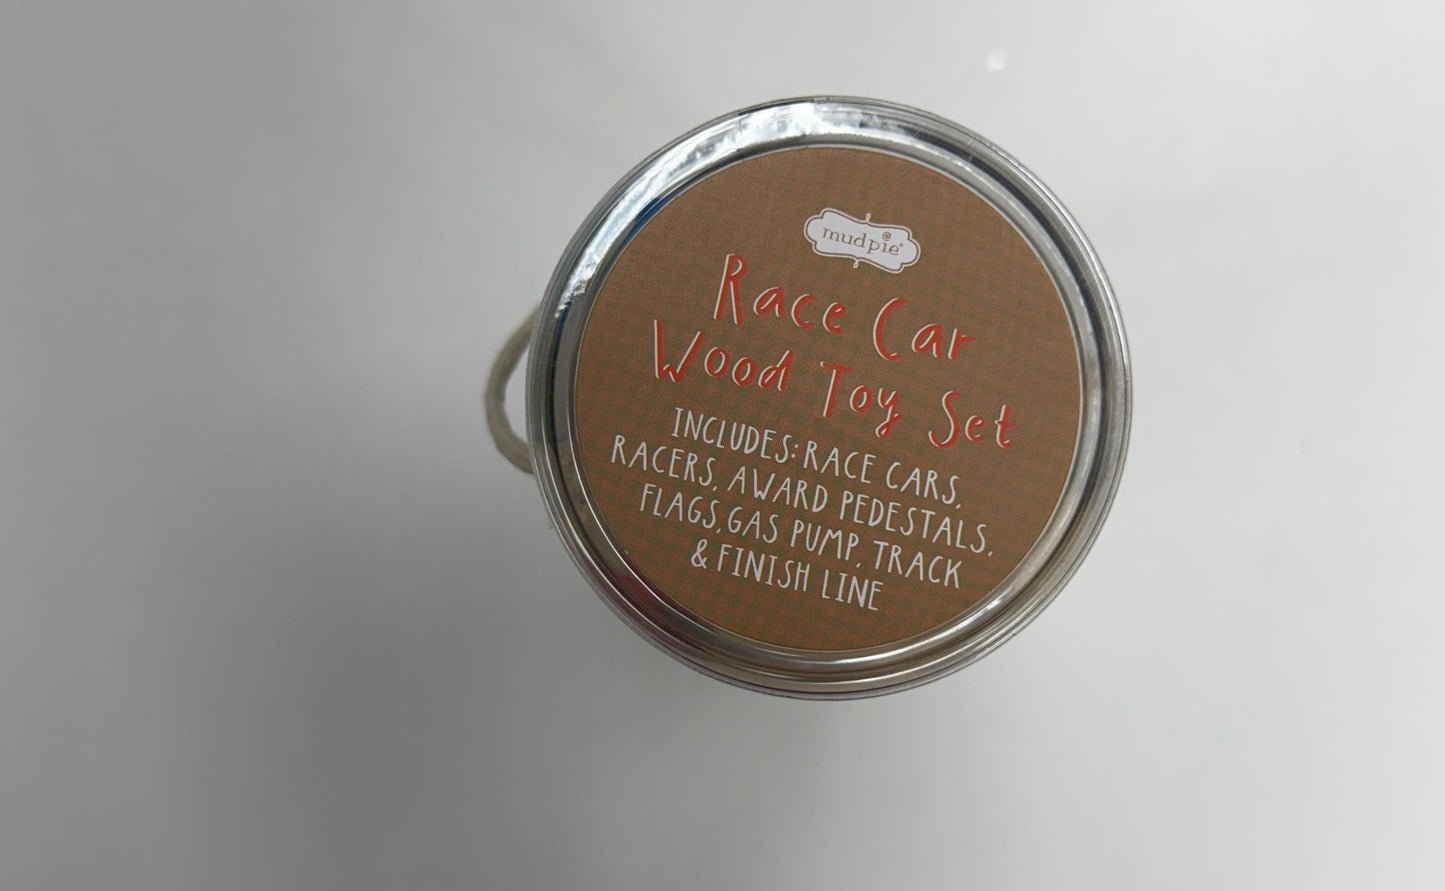 mudpie®
Race Car
Wood Toy Set
INCLUDES: RACE CARS,
RACERS, AWARD PEDESTALS,
FLAGS, GAS PUMP, TRACK
& FINISH LINE